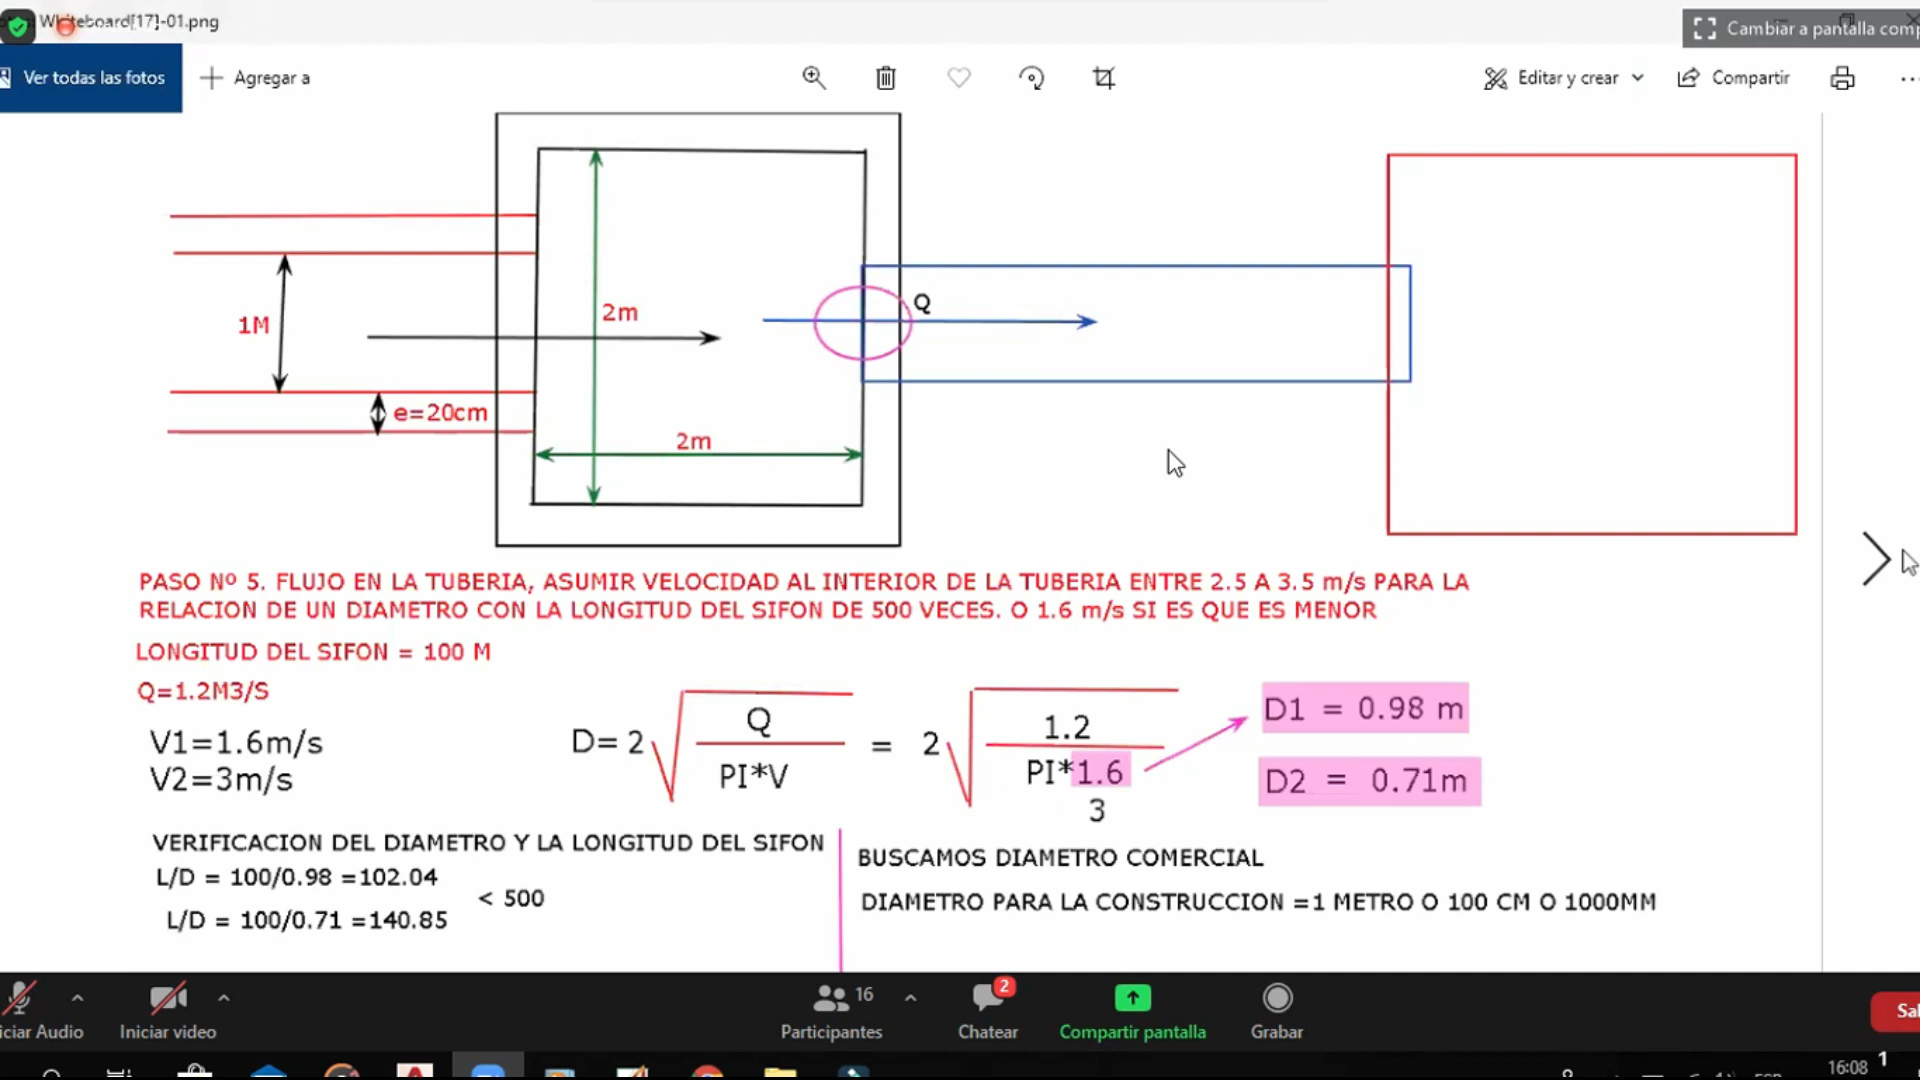 Whiteboard[17]-01.png
Cambiar a pantalla comp
Ver todas las fotos
Agregar a
Editar y crear
Compartir
Q
2m
1M
e=20cm
2m
PASO Nº 5. FLUJO EN LA TUBERIA, ASUMIR VELOCIDAD AL INTERIOR DE LA TUBERIA ENTRE 2.5 A 3.5 m/s PARA LA
RELACION DE UN DIAMETRO CON LA LONGITUD DEL SIFON DE 500 VECES. O 1.6 m/s SI ES QUE ES MENOR
LONGITUD DEL SIFON = 100 M
Q=1.2M3/S
V1=1.6m/s
V2=3m/s
D= 2 √ Q
PI*V
= 2 √ 1.2
PI*1.6
3
D1 = 0.98 m
D2 = 0.71m
VERIFICACION DEL DIAMETRO Y LA LONGITUD DEL SIFON
L/D = 100/0.98 =102.04
< 500
L/D = 100/0.71 =140.85
BUSCAMOS DIAMETRO COMERCIAL
DIAMETRO PARA LA CONSTRUCCION =1 METRO O 100 CM O 1000MM
iciar Audio
Iniciar video
16
Participantes
2
Chatear
Compartir pantalla
Grabar
Sal
16:08
1